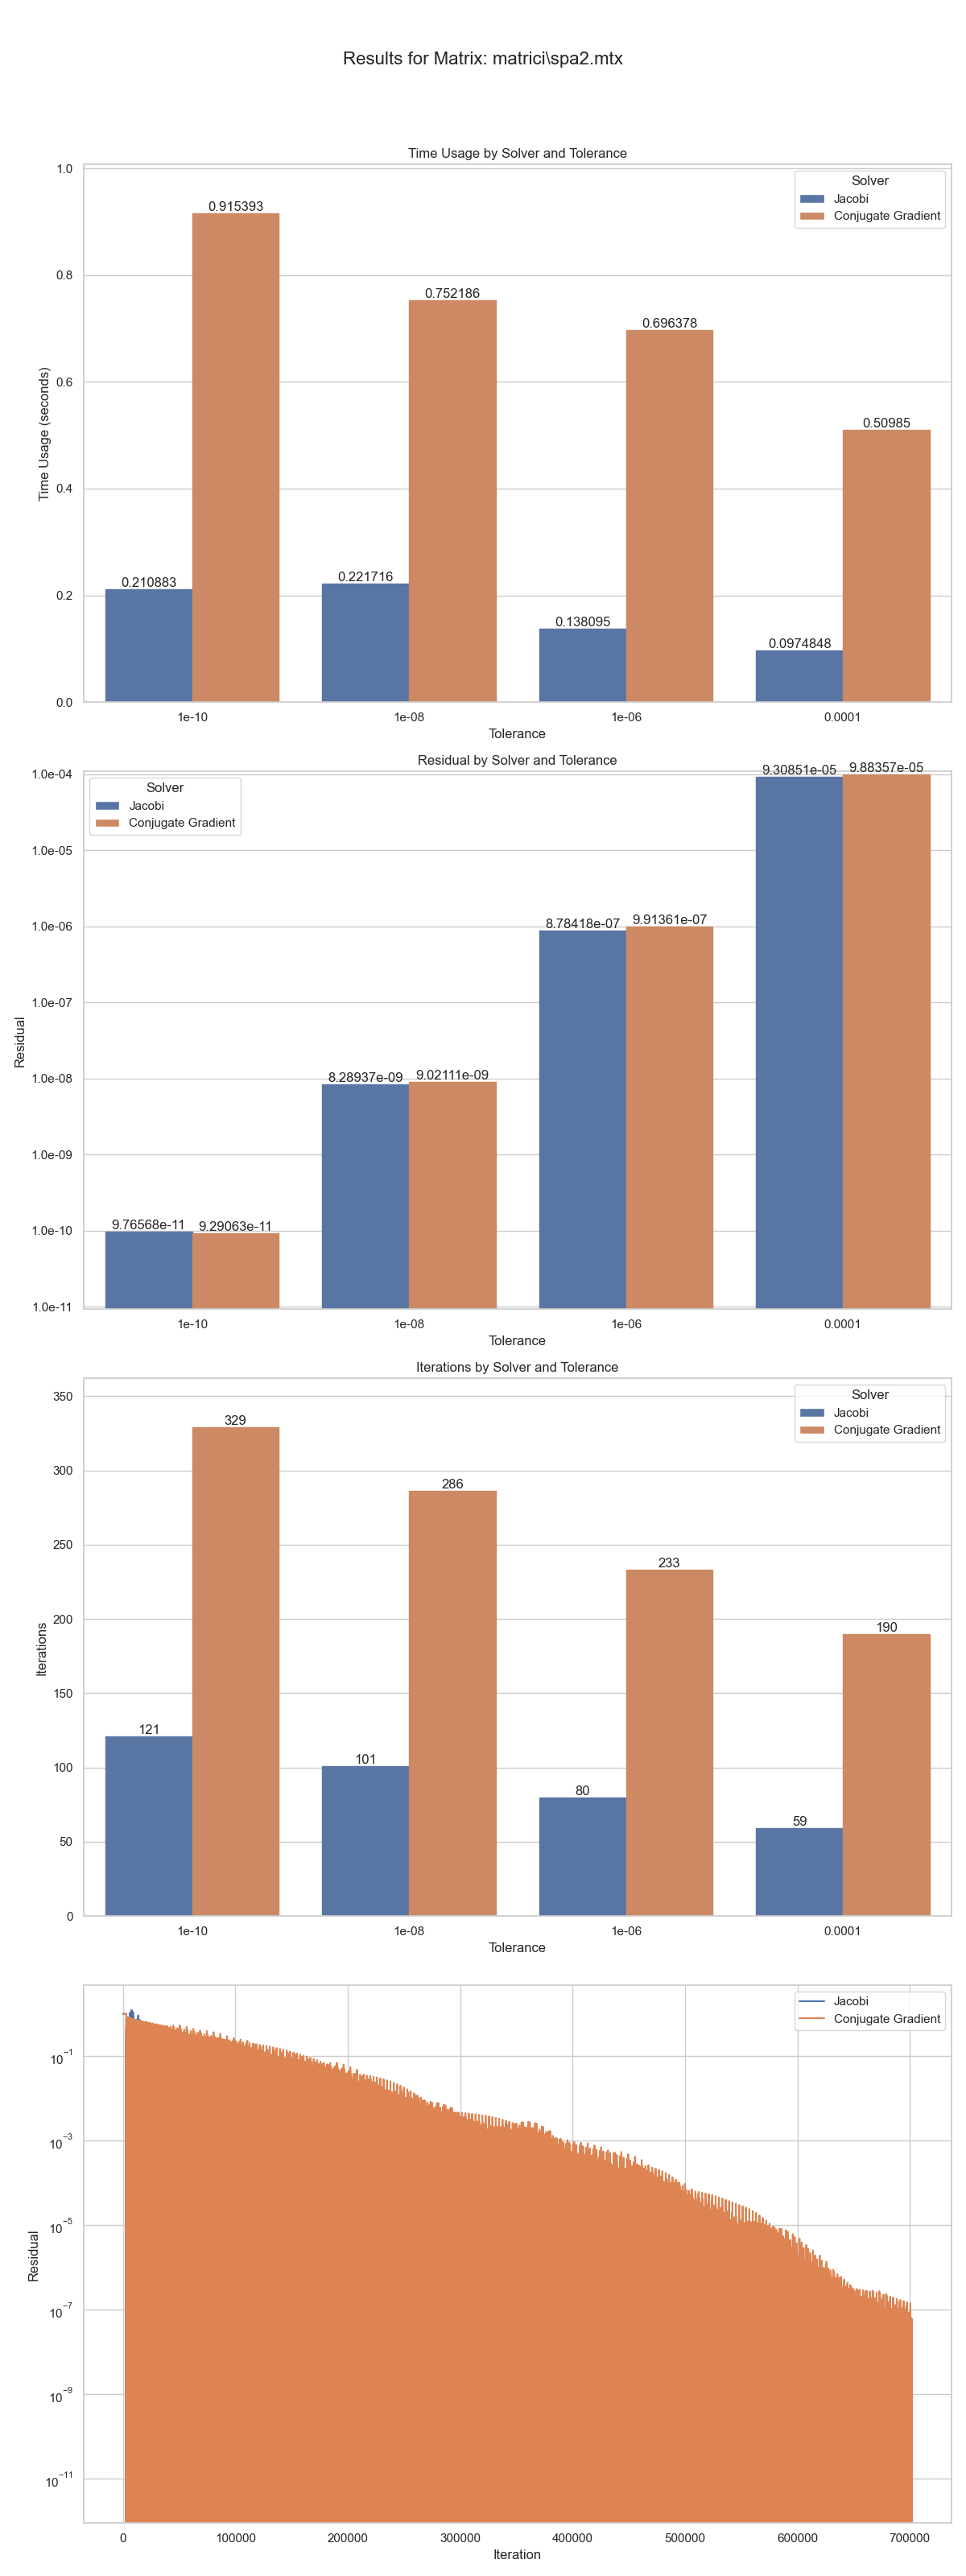 Results for Matrix: matrici\spa2.mtx
Time Usage by Solver and Tolerance
Solver
Jacobi
Conjugate Gradient
1.0
0.8
0.6
0.4
0.2
0.0
Time Usage (seconds)
0.915393
0.752186
0.696378
0.50985
0.210883
0.221716
0.138095
0.0974848
1e-10
1e-08
1e-06
0.0001
Tolerance
Residual by Solver and Tolerance
Solver
Jacobi
Conjugate Gradient
1.0e-04
1.0e-05
1.0e-06
1.0e-07
1.0e-08
1.0e-09
1.0e-10
1.0e-11
Residual
9.30851e-05
9.88357e-05
8.78418e-07
9.91361e-07
8.28937e-09
9.02111e-09
9.76568e-11
9.29063e-11
1e-10
1e-08
1e-06
0.0001
Tolerance
Iterations by Solver and Tolerance
Solver
Jacobi
Conjugate Gradient
350
300
250
200
150
100
50
0
Iterations
329
286
233
190
121
101
80
59
1e-10
1e-08
1e-06
0.0001
Tolerance
Jacobi
Conjugate Gradient
10⁻¹
10⁻³
10⁻⁵
10⁻⁷
10⁻⁹
10⁻¹¹
Residual
0
100000
200000
300000
400000
500000
600000
700000
Iteration